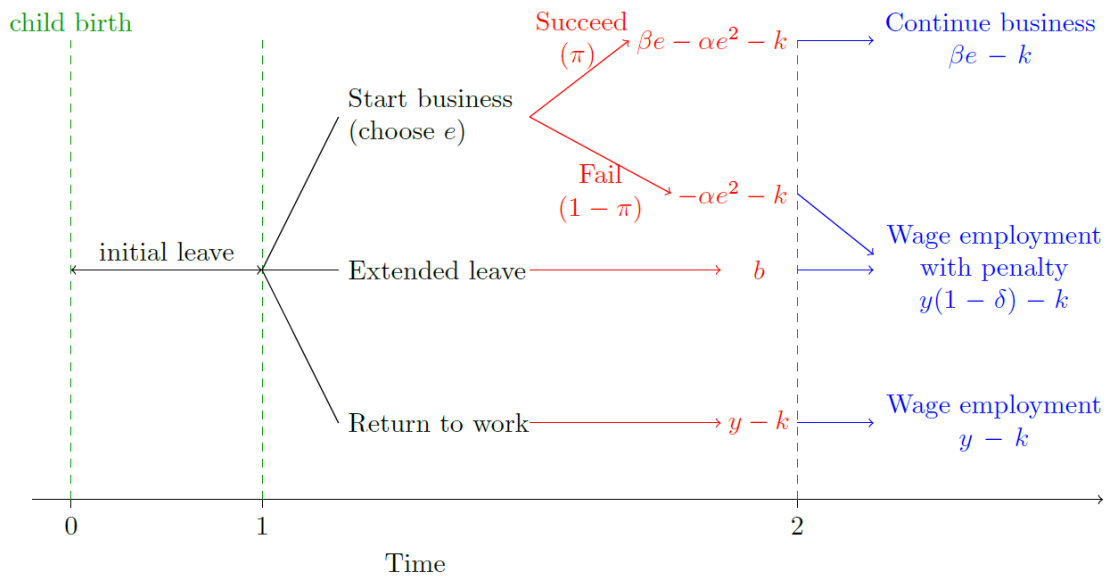 child birth
Succeed
(π)
βe − αe² − k
Continue business
βe − k
Start business
(choose e)
Fail
(1 − π)
−αe² − k
initial leave
Extended leave
b
Wage employment
with penalty
y(1 − δ) − k
Return to work
y − k
Wage employment
y − k
0
1
2
Time